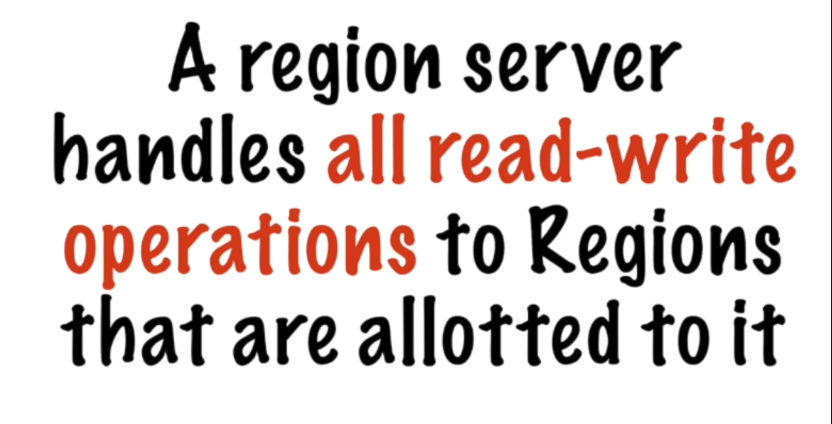 A region server
handles all read-write
operations to Regions
that are allotted to it